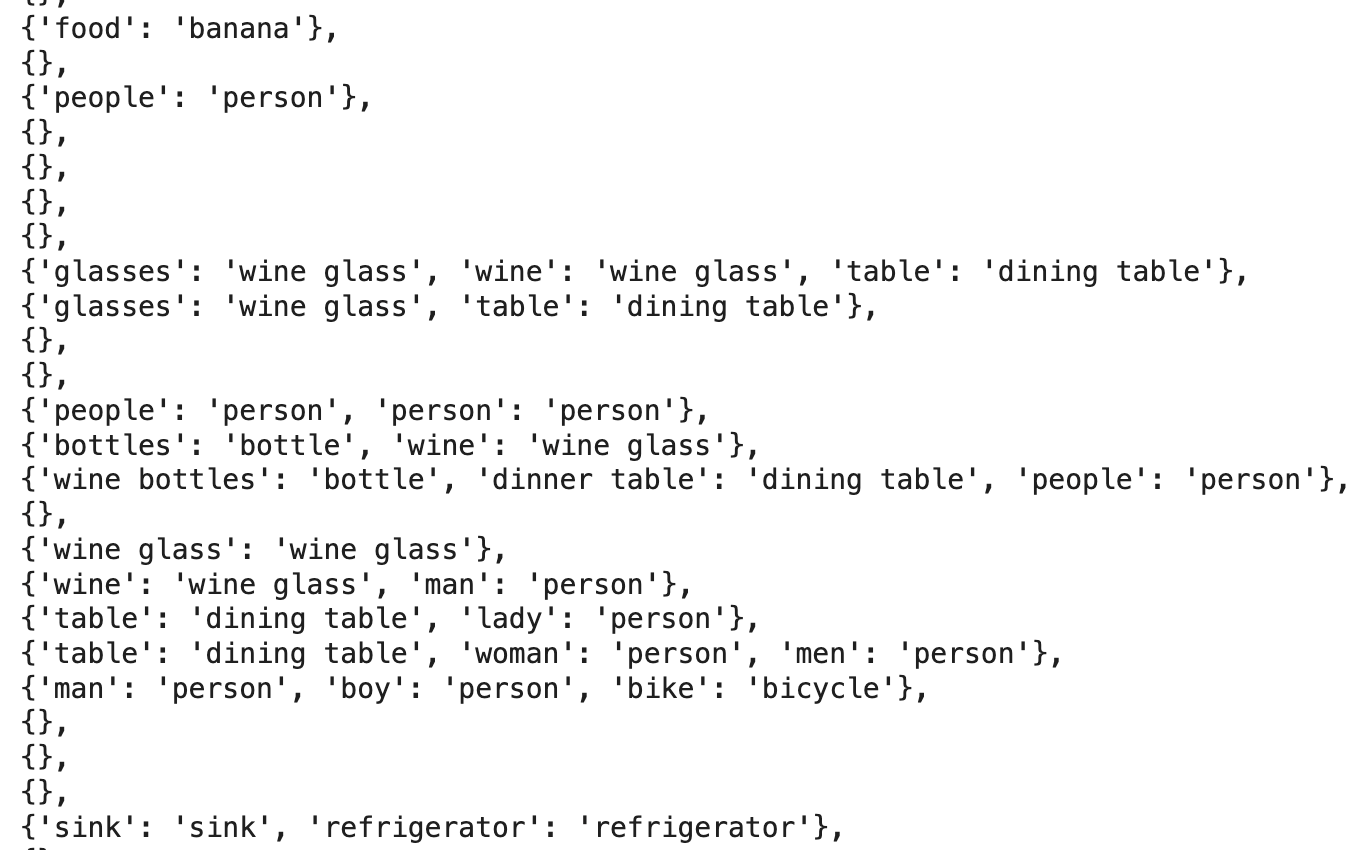 {'food': 'banana'},
{},
{'people': 'person'},
{},
{},
{},
{},
{'glasses': 'wine glass', 'wine': 'wine glass', 'table': 'dining table'},
{'glasses': 'wine glass', 'table': 'dining table'},
{},
{},
{'people': 'person', 'person': 'person'},
{'bottles': 'bottle', 'wine': 'wine glass'},
{'wine bottles': 'bottle', 'dinner table': 'dining table', 'people': 'person'},
{},
{'wine glass': 'wine glass'},
{'wine': 'wine glass', 'man': 'person'},
{'table': 'dining table', 'lady': 'person'},
{'table': 'dining table', 'woman': 'person', 'men': 'person'},
{'man': 'person', 'boy': 'person', 'bike': 'bicycle'},
{},
{},
{},
{'sink': 'sink', 'refrigerator': 'refrigerator'},